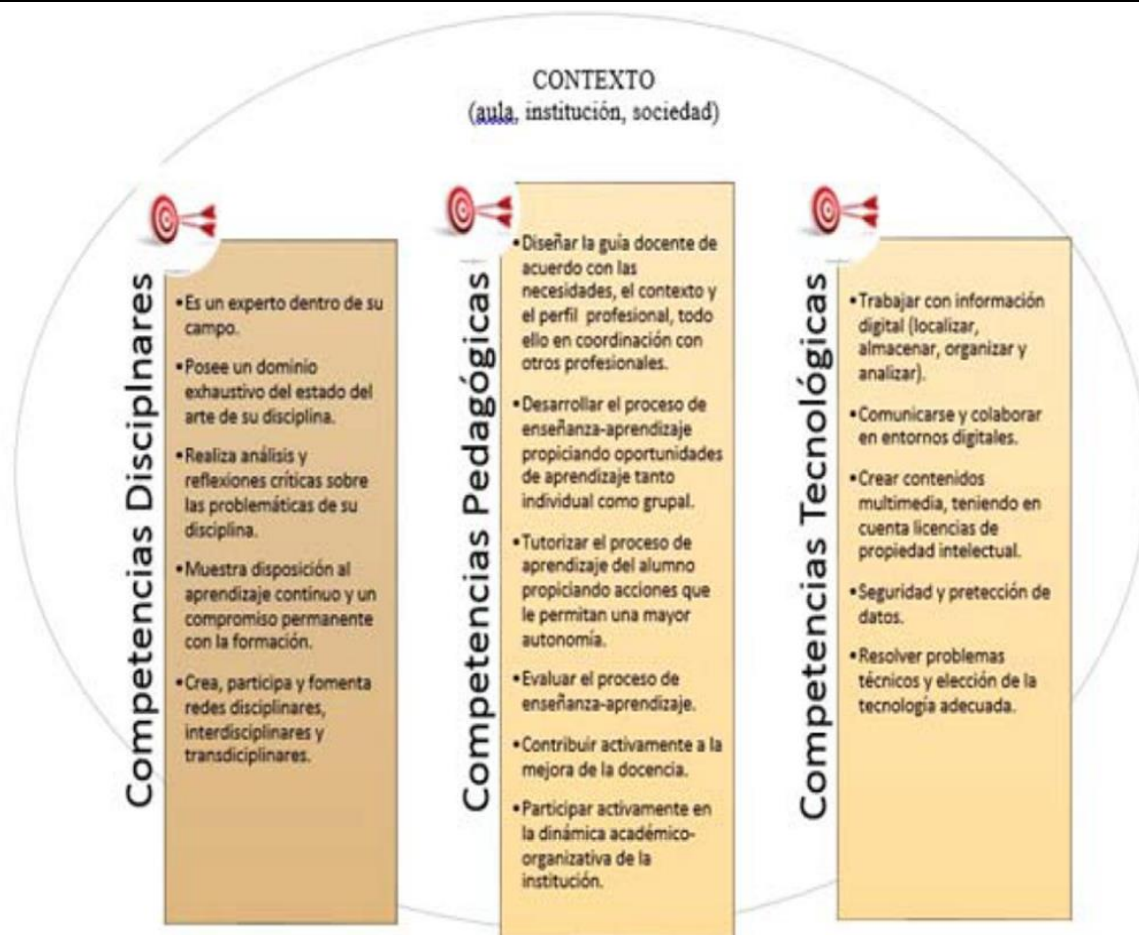 CONTEXTO
(aula, institución, sociedad)
Competencias Disciplnares
•Es un experto dentro de su
campo.
•Posee un dominio
exhaustivo del estado del
arte de su disciplina.
•Realiza análisis y
reflexiones críticas sobre
las problemáticas de su
disciplina.
•Muestra disposición al
aprendizaje continuo y un
compromiso permanente
con la formación.
•Crea, participa y fomenta
redes disciplinares,
interdisciplinares y
transdiciplinares.
Competencias Pedagógicas
•Diseñar la guía docente de
acuerdo con las
necesidades, el contexto y
el perfil profesional, todo
ello en coordinación con
otros profesionales.
•Desarrollar el proceso de
enseñanza-aprendizaje
propiciando oportunidades
de aprendizaje tanto
individual como grupal.
•Tutorizar el proceso de
aprendizaje del alumno
propiciando acciones que
le permitan una mayor
autonomía.
•Evaluar el proceso de
enseñanza-aprendizaje.
•Contribuir activamente a la
mejora de la docencia.
•Participar activamente en
la dinámica académico-
organizativa de la
institución.
Competencias Tecnológicas
•Trabajar con información
digital (localizar,
almacenar, organizar y
analizar).
•Comunicarse y colaborar
en entornos digitales.
•Crear contenidos
multimedia, teniendo en
cuenta licencias de
propiedad intelectual.
•Seguridad y pretección de
datos.
•Resolver problemas
técnicos y elección de la
tecnología adecuada.